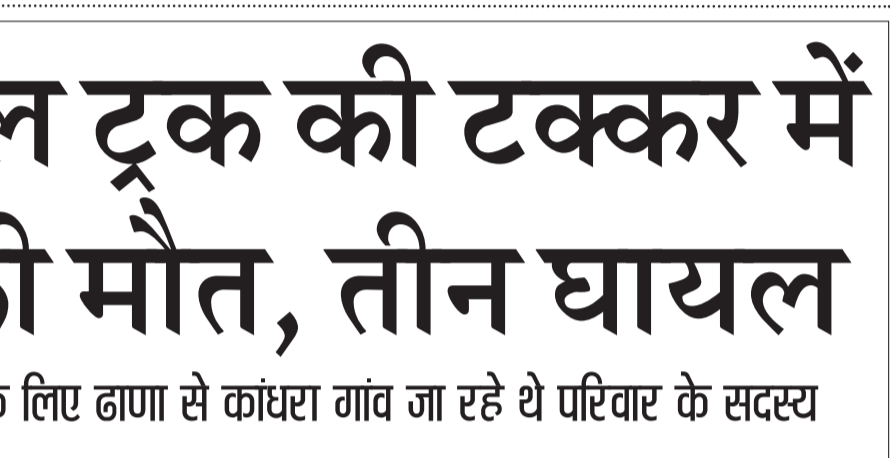 ट्रक की टक्कर में
मौत, तीन घायल
लिए ढाणा से कांधरा गांव जा रहे थे परिवार के सदस्य